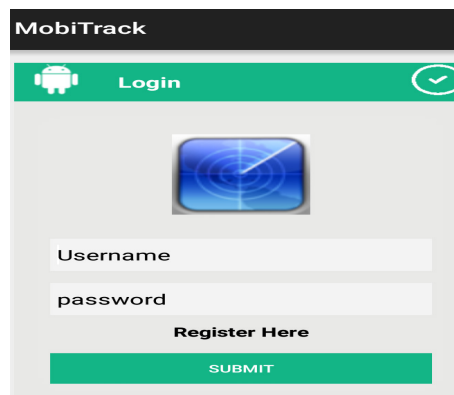 MobiTrack
Login
Username
password
Register Here
SUBMIT